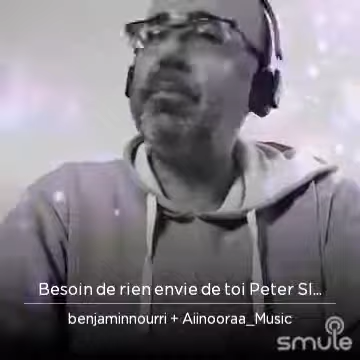 Besoin de rien envie de toi Peter Sl...
benjaminnourri + Aiinooraa_Music
smule